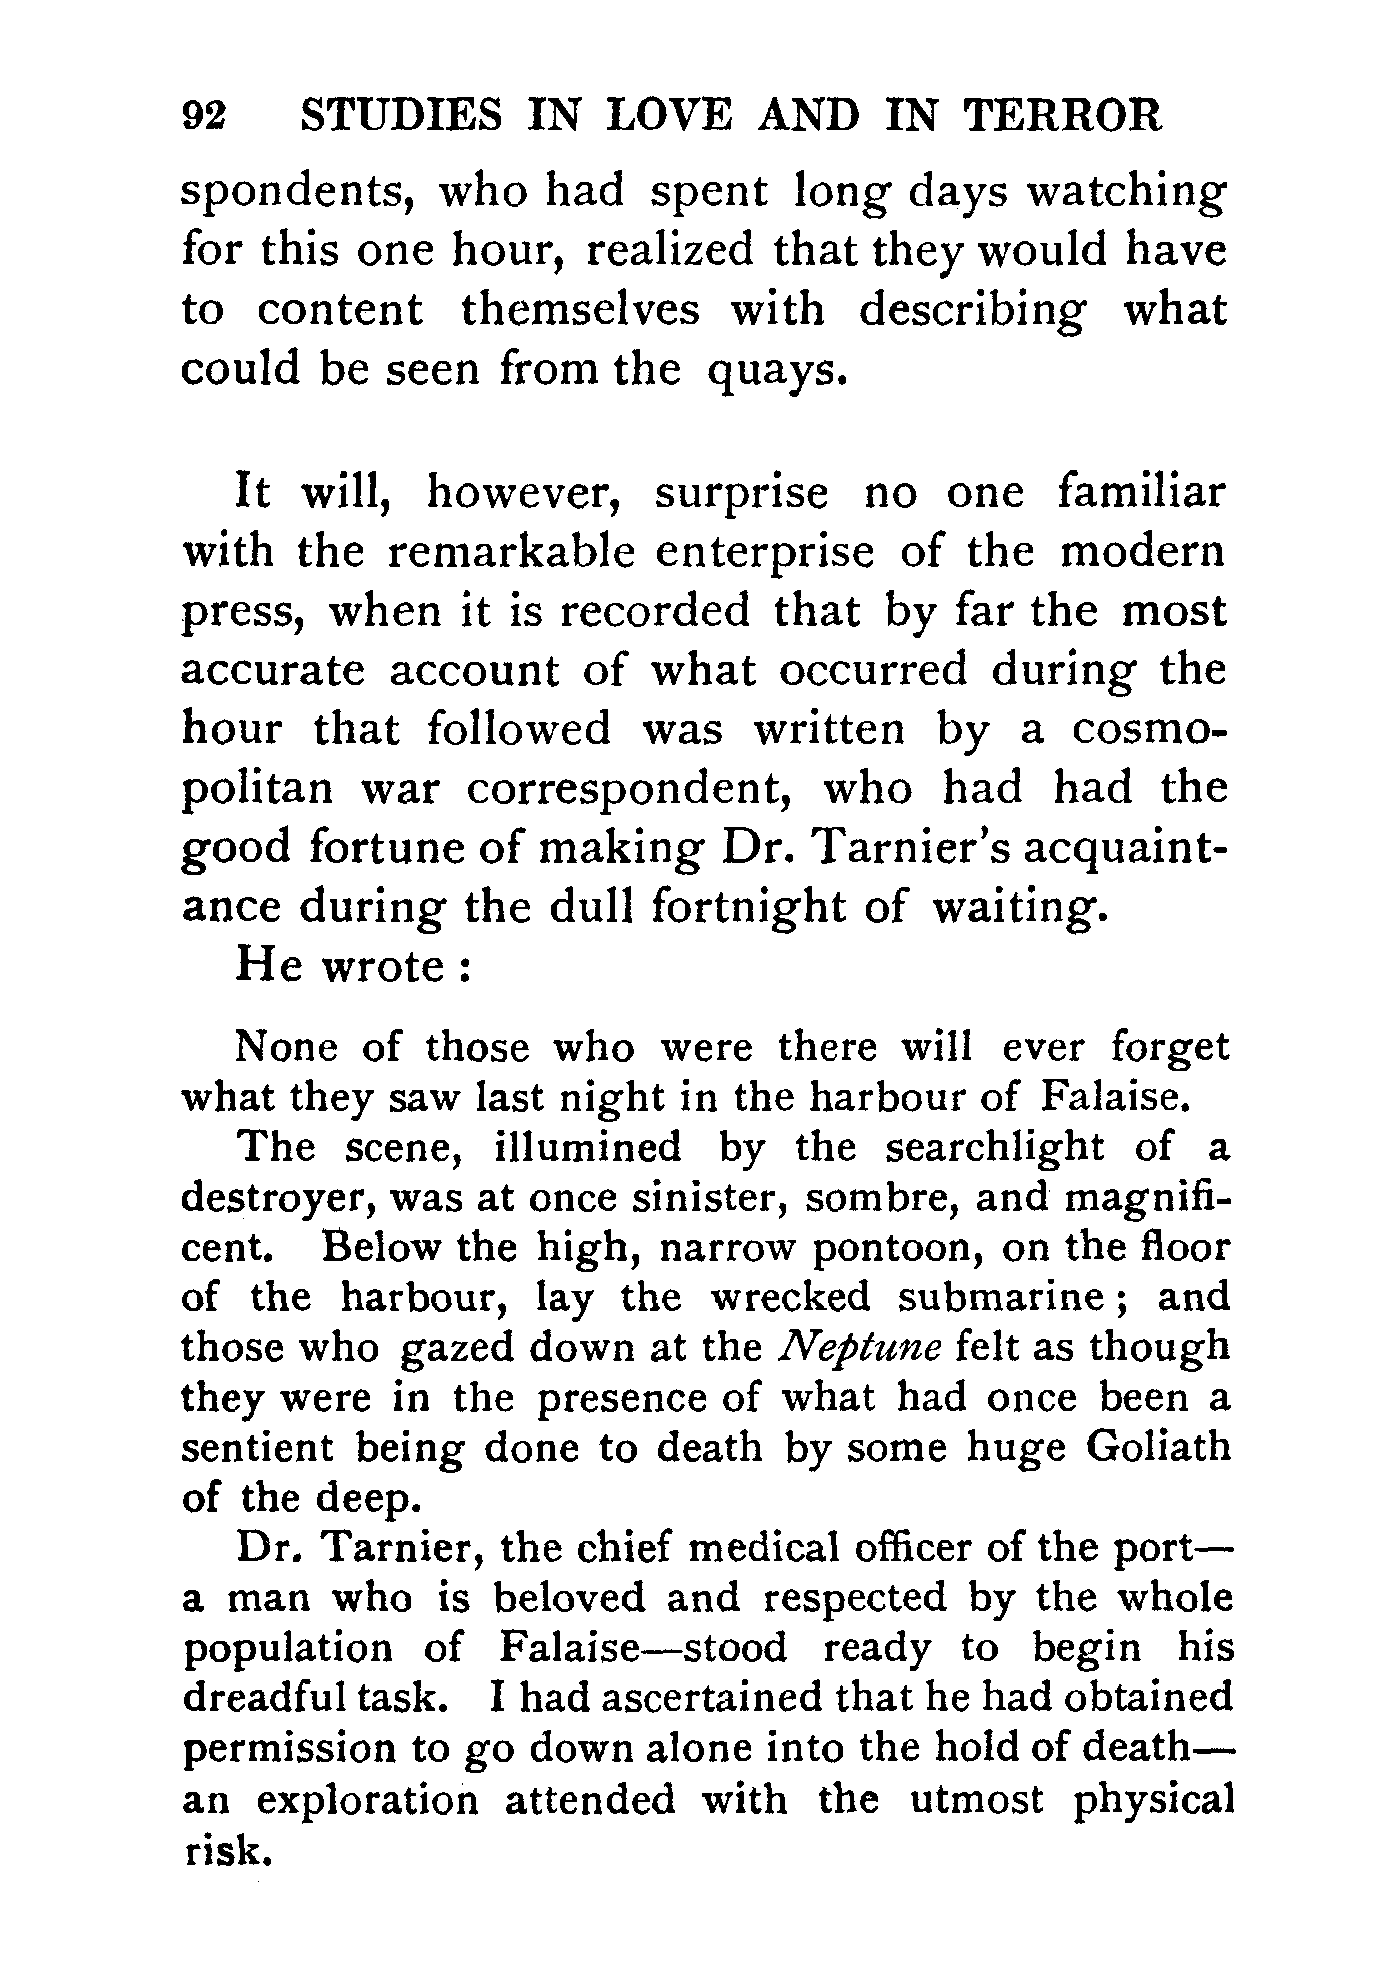 92 STUDIES IN LOVE AND IN TERROR
spondents, who had spent long days watching
for this one hour, realized that they would have
to content themselves with describing what
could be seen from the quays.
It will, however, surprise no one familiar
with the remarkable enterprise of the modern
press, when it is recorded that by far the most
accurate account of what occurred during the
hour that followed was written by a cosmo-
politan war correspondent, who had had the
good fortune of making Dr. Tarnier's acquaint-
ance during the dull fortnight of waiting.
He wrote :
None of those who were there will ever forget
what they saw last night in the harbour of Falaise.
The scene, illumined by the searchlight of a
destroyer, was at once sinister, sombre, and magnifi-
cent. Below the high, narrow pontoon, on the floor
of the harbour, lay the wrecked submarine ; and
those who gazed down at the Neptune felt as though
they were in the presence of what had once been a
sentient being done to death by some huge Goliath
of the deep.
Dr. Tarnier, the chief medical officer of the port—
a man who is beloved and respected by the whole
population of Falaise—stood ready to begin his
dreadful task. I had ascertained that he had obtained
permission to go down alone into the hold of death—
an exploration attended with the utmost physical
risk.